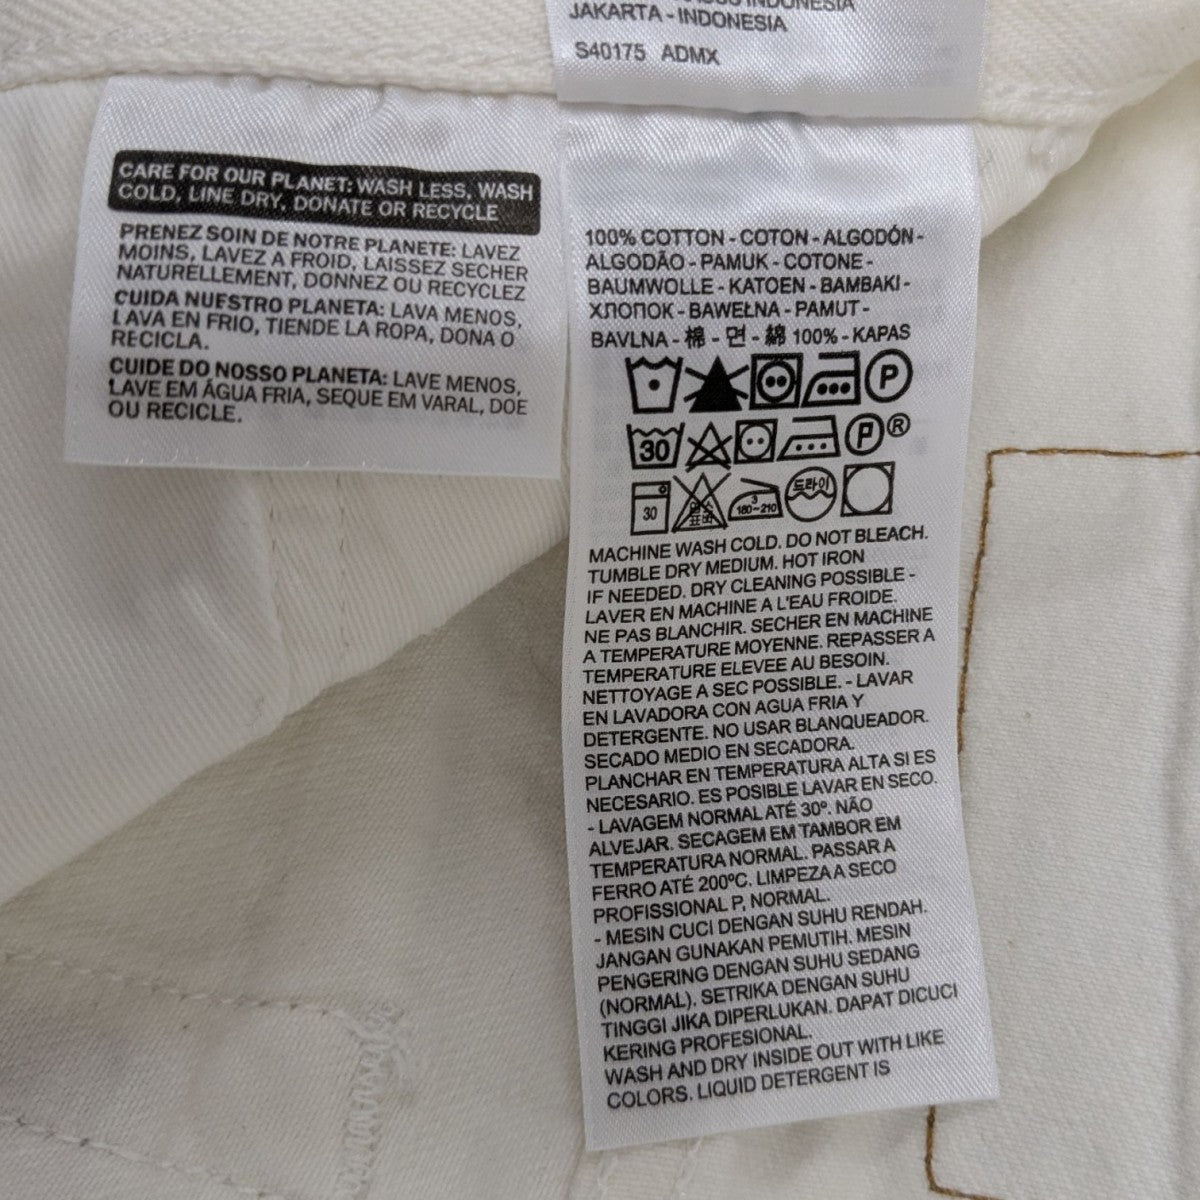 INDONESIA
JAKARTA - INDONESIA
S40175 ADMX
CARE FOR OUR PLANET: WASH LESS, WASH
COLD, LINE DRY, DONATE OR RECYCLE
PRENEZ SOIN DE NOTRE PLANETE: LAVEZ
MOINS, LAVEZ A FROID, LAISSEZ SECHER
NATURELLEMENT, DONNEZ OU RECYCLEZ
CUIDA NUESTRO PLANETA: LAVA MENOS,
LAVA EN FRIO, TIENDE LA ROPA, DONA O
RECICLA.
CUIDE DO NOSSO PLANETA: LAVE MENOS,
LAVE EM ÁGUA FRIA, SEQUE EM VARAL, DOE
OU RECICLE.
100% COTTON - COTON - ALGODÓN -
ALGODÃO - PAMUK - COTONE -
BAUMWOLLE - KATOEN - BAMBAKI -
ХЛОПОК - BAWEŁNA - PAMUT -
BAVLNA - 棉 - 면 - 綿 100% - KAPAS
P
30 P®
30 3 180~210 드라이
MACHINE WASH COLD. DO NOT BLEACH.
TUMBLE DRY MEDIUM. HOT IRON
IF NEEDED. DRY CLEANING POSSIBLE -
LAVER EN MACHINE A L'EAU FROIDE.
NE PAS BLANCHIR. SECHER EN MACHINE
A TEMPERATURE MOYENNE. REPASSER A
TEMPERATURE ELEVEE AU BESOIN.
NETTOYAGE A SEC POSSIBLE. - LAVAR
EN LAVADORA CON AGUA FRIA Y
DETERGENTE. NO USAR BLANQUEADOR.
SECADO MEDIO EN SECADORA.
PLANCHAR EN TEMPERATURA ALTA SI ES
NECESARIO. ES POSIBLE LAVAR EN SECO.
- LAVAGEM NORMAL ATÉ 30º. NÃO
ALVEJAR. SECAGEM EM TAMBOR EM
TEMPERATURA NORMAL. PASSAR A
FERRO ATÉ 200ºC. LIMPEZA A SECO
PROFISSIONAL P, NORMAL.
- MESIN CUCI DENGAN SUHU RENDAH.
JANGAN GUNAKAN PEMUTIH. MESIN
PENGERING DENGAN SUHU SEDANG
(NORMAL). SETRIKA DENGAN SUHU
TINGGI JIKA DIPERLUKAN. DAPAT DICUCI
KERING PROFESIONAL.
WASH AND DRY INSIDE OUT WITH LIKE
COLORS. LIQUID DETERGENT IS